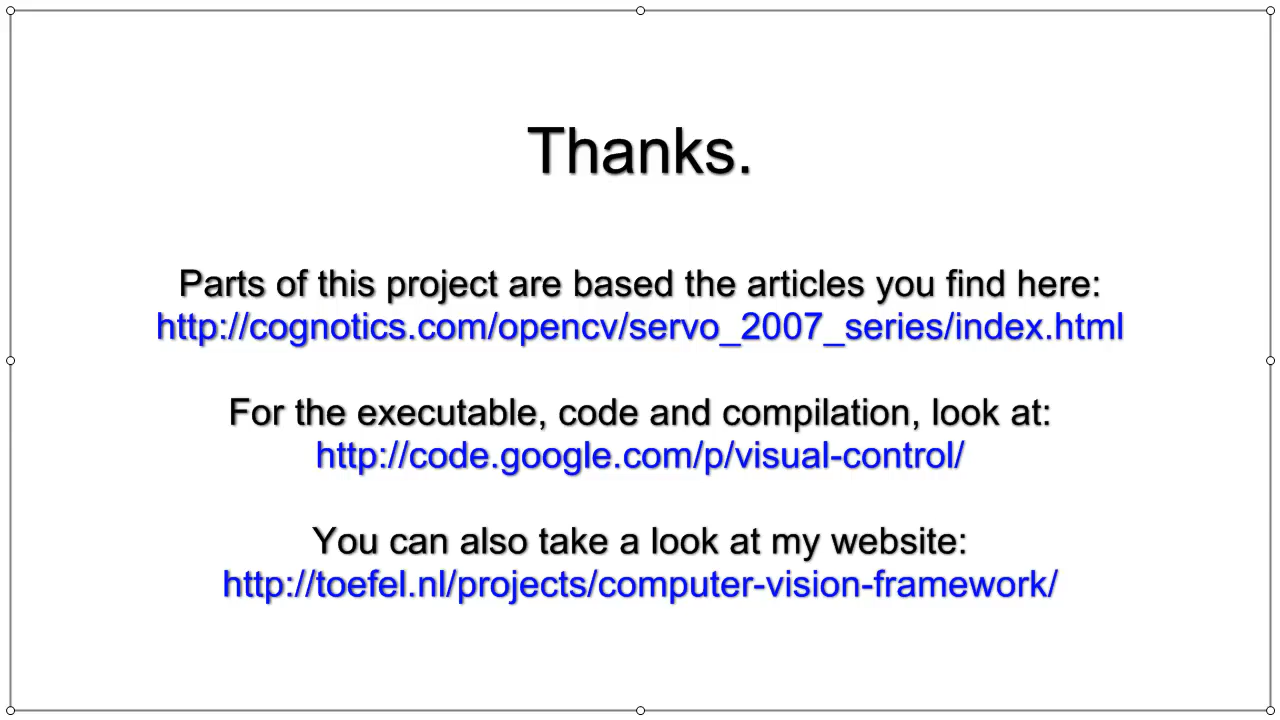 Thanks.
Parts of this project are based the articles you find here:
http://cognotics.com/opencv/servo_2007_series/index.html
For the executable, code and compilation, look at:
http://code.google.com/p/visual-control/
You can also take a look at my website:
http://toefel.nl/projects/computer-vision-framework/